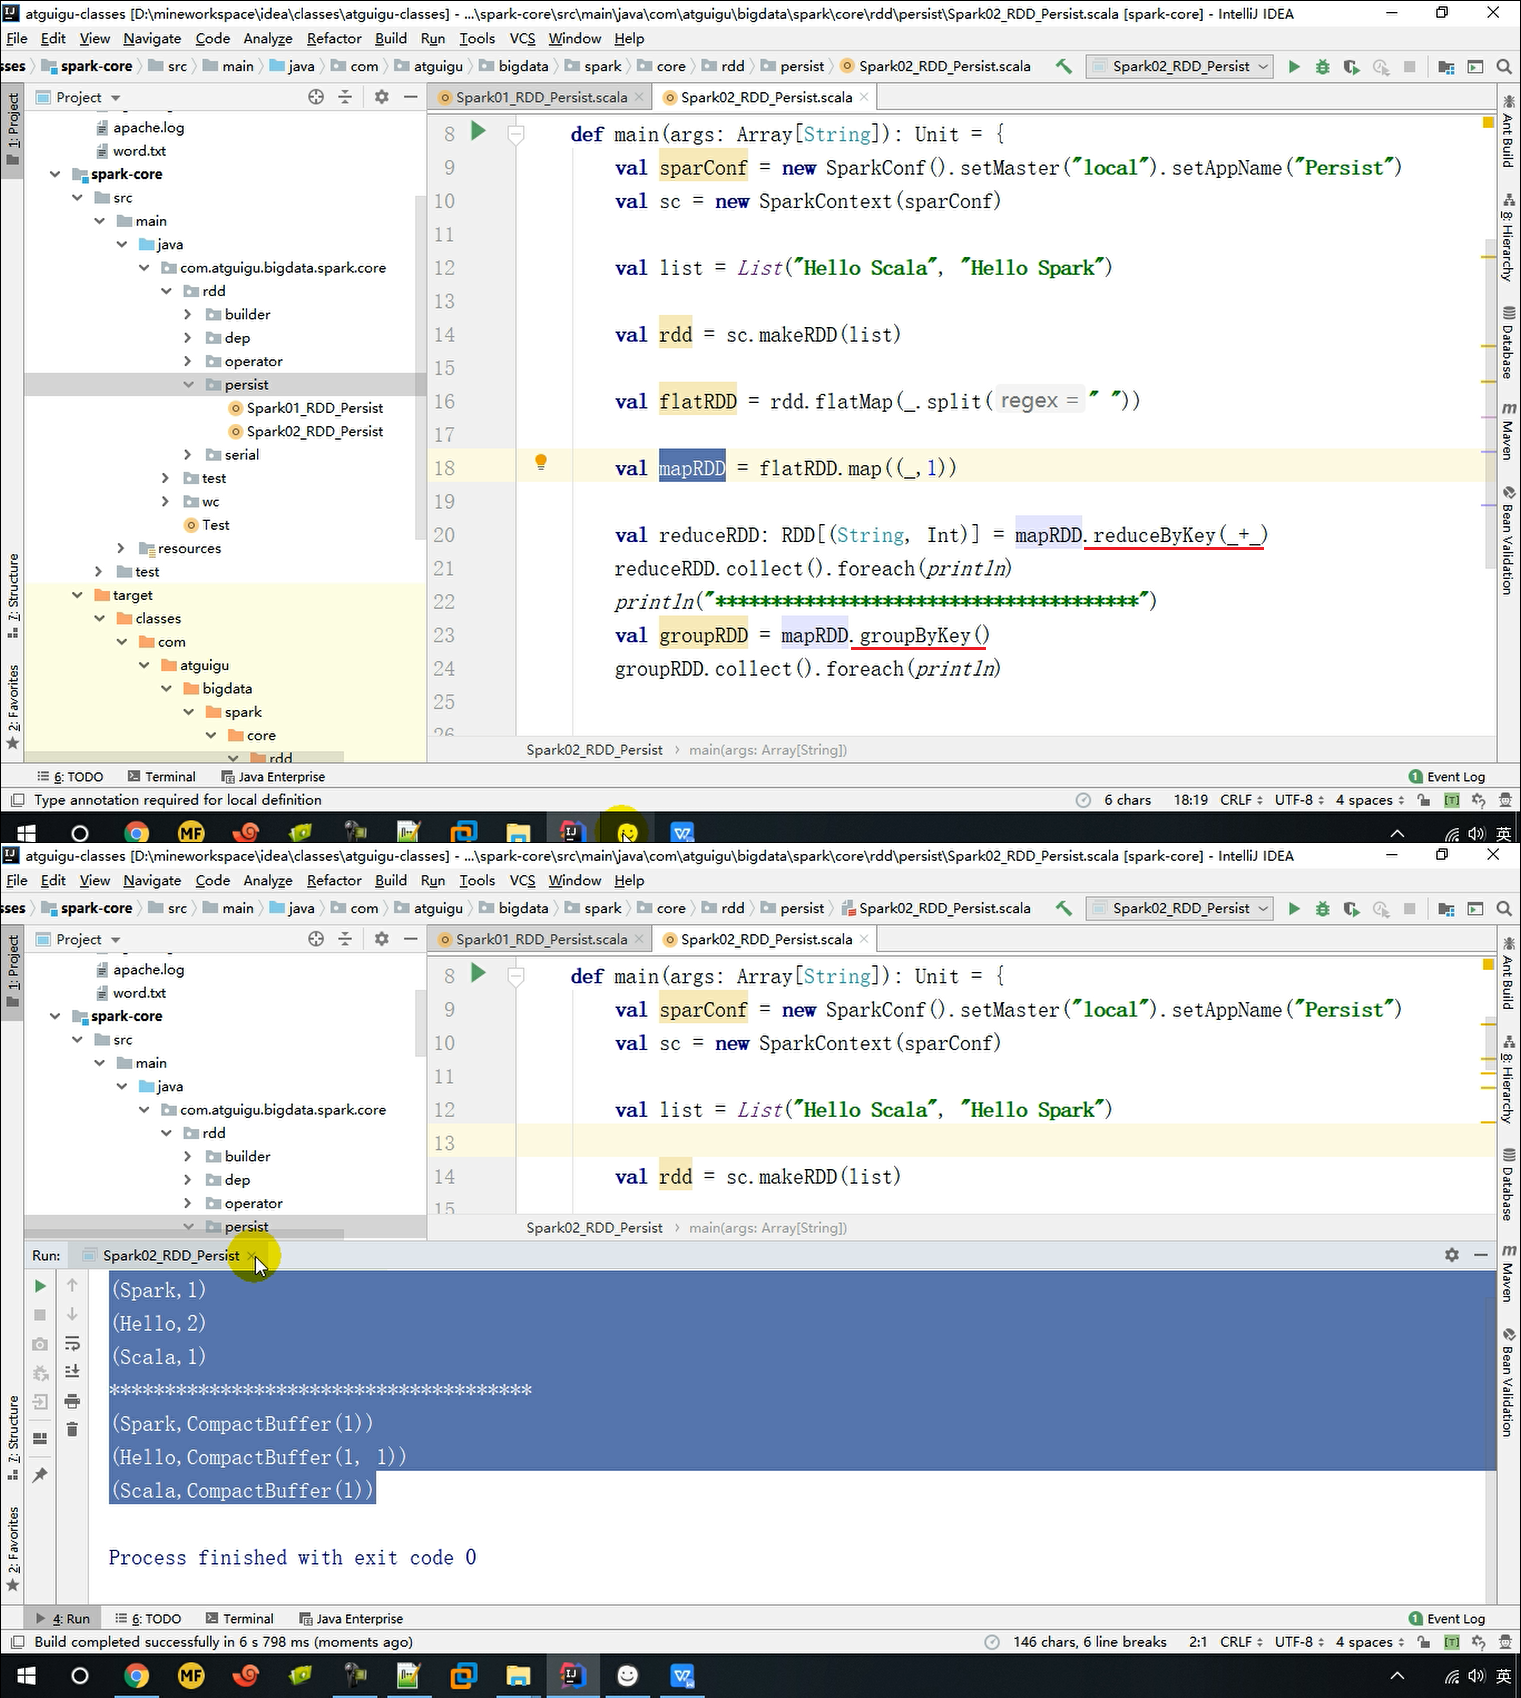 atguigu-classes [D:\mineworkspace\idea\classes\atguigu-classes] - ...\spark-core\src\main\java\com\atguigu\bigdata\spark\core\rdd\persist\Spark02_RDD_Persist.scala [spark-core] - IntelliJ IDEA
File Edit View Navigate Code Analyze Refactor Build Run Tools VCS Window Help
sses spark-core src main java com atguigu bigdata spark core rdd persist Spark02_RDD_Persist.scala Spark02_RDD_Persist
Project Spark01_RDD_Persist.scala Spark02_RDD_Persist.scala
1: Project
7: Structure
2: Favorites
apache.log
word.txt
spark-core
src
main
java
com.atguigu.bigdata.spark.core
rdd
builder
dep
operator
persist
Spark01_RDD_Persist
Spark02_RDD_Persist
serial
test
wc
Test
resources
test
target
classes
com
atguigu
bigdata
spark
core
rdd
8 def main(args: Array[String]): Unit = {
9 val sparConf = new SparkConf().setMaster("local").setAppName("Persist")
10 val sc = new SparkContext(sparConf)
11
12 val list = List("Hello Scala", "Hello Spark")
13
14 val rdd = sc.makeRDD(list)
15
16 val flatRDD = rdd.flatMap(_.split( regex = " "))
17
18 val mapRDD = flatRDD.map((_,1))
19
20 val reduceRDD: RDD[(String, Int)] = mapRDD.reduceByKey(_+_)
21 reduceRDD.collect().foreach(println)
22 println("**************************************")
23 val groupRDD = mapRDD.groupByKey()
24 groupRDD.collect().foreach(println)
25
26
Spark02_RDD_Persist main(args: Array[String])
Ant Build
8: Hierarchy
Database
Maven
Bean Validation
6: TODO Terminal Java Enterprise 1 Event Log
Type annotation required for local definition 6 chars 18:19 CRLF UTF-8 4 spaces [T]
MF IJ W 英
atguigu-classes [D:\mineworkspace\idea\classes\atguigu-classes] - ...\spark-core\src\main\java\com\atguigu\bigdata\spark\core\rdd\persist\Spark02_RDD_Persist.scala [spark-core] - IntelliJ IDEA
File Edit View Navigate Code Analyze Refactor Build Run Tools VCS Window Help
sses spark-core src main java com atguigu bigdata spark core rdd persist Spark02_RDD_Persist.scala Spark02_RDD_Persist
Project Spark01_RDD_Persist.scala Spark02_RDD_Persist.scala
1: Project
7: Structure
2: Favorites
apache.log
word.txt
spark-core
src
main
java
com.atguigu.bigdata.spark.core
rdd
builder
dep
operator
persist
8 def main(args: Array[String]): Unit = {
9 val sparConf = new SparkConf().setMaster("local").setAppName("Persist")
10 val sc = new SparkContext(sparConf)
11
12 val list = List("Hello Scala", "Hello Spark")
13
14 val rdd = sc.makeRDD(list)
15
Spark02_RDD_Persist main(args: Array[String])
Ant Build
8: Hierarchy
Database
Maven
Bean Validation
Run: Spark02_RDD_Persist
(Spark,1)
(Hello,2)
(Scala,1)
**************************************
(Spark,CompactBuffer(1))
(Hello,CompactBuffer(1, 1))
(Scala,CompactBuffer(1))
Process finished with exit code 0
4: Run 6: TODO Terminal Java Enterprise 1 Event Log
Build completed successfully in 6 s 798 ms (moments ago) 146 chars, 6 line breaks 2:1 CRLF UTF-8 4 spaces [T]
MF IJ W 英